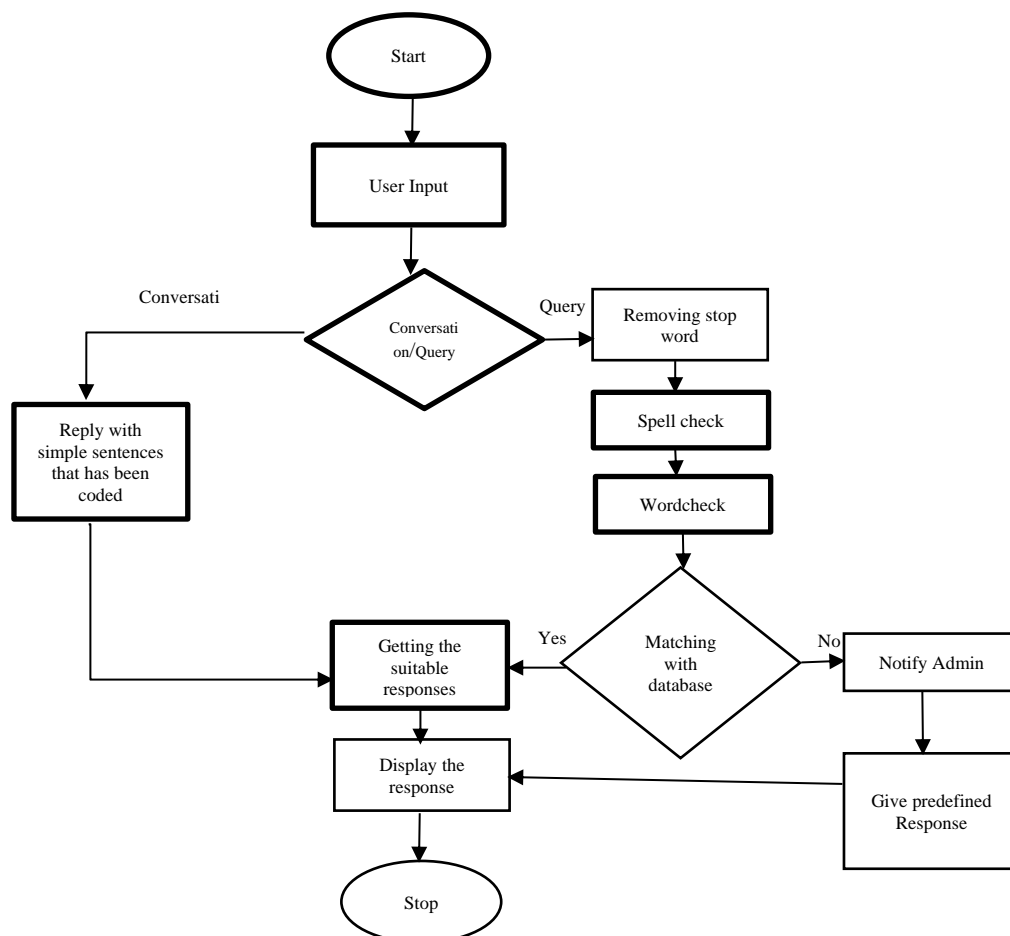 Start
User Input
Conversati
Query
Conversati
on/Query
Removing stop
word
Reply with
simple sentences
that has been
coded
Spell check
Wordcheck
Yes
Matching
with
database
No
Getting the
suitable
responses
Notify Admin
Display the
response
Give predefined
Response
Stop